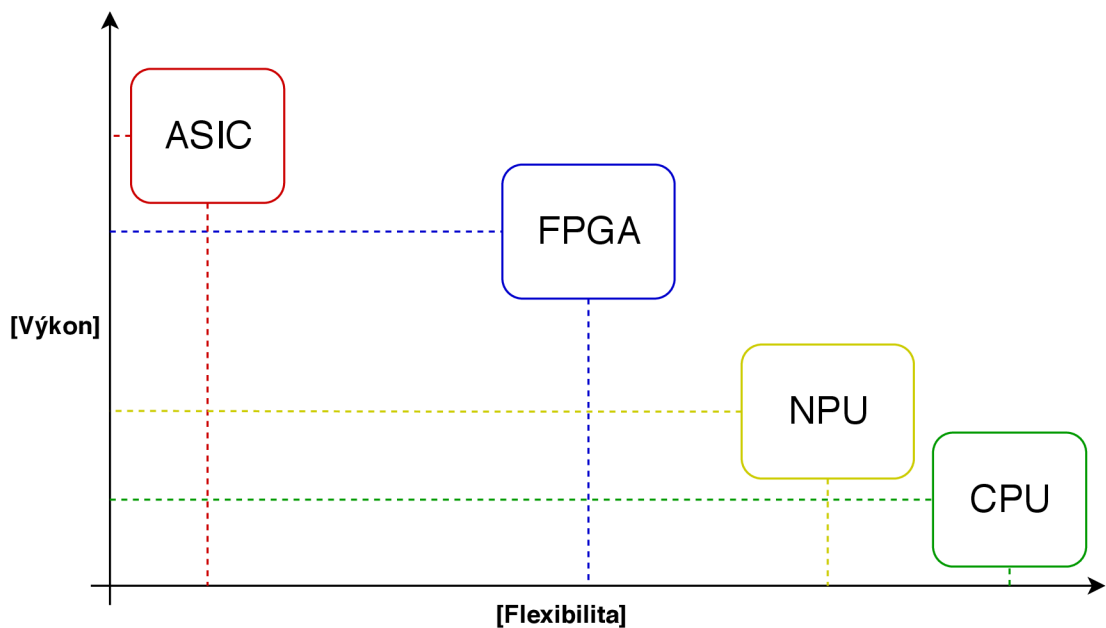 ASIC
FPGA
[Výkon]
NPU
CPU
[Flexibilita]